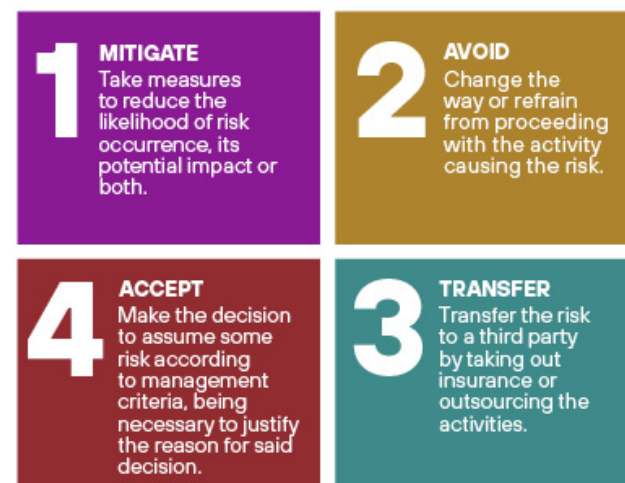 1
MITIGATE
Take measures
to reduce the
likelihood of risk
occurrence, its
potential impact or
both.
2
AVOID
Change the
way or refrain
from proceeding
with the activity
causing the risk.
4
ACCEPT
Make the decision
to assume some
risk according
to management
criteria, being
necessary to justify
the reason for said
decision.
3
TRANSFER
Transfer the risk
to a third party
by taking out
insurance or
outsourcing the
activities.